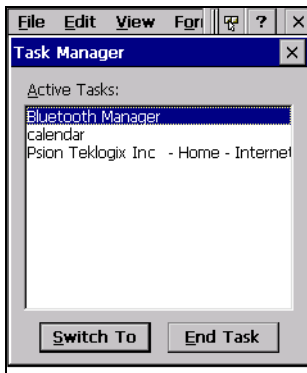 File Edit View For ? ×
Task Manager ×
Active Tasks:
Bluetooth Manager
calendar
Psion Teklogix Inc - Home - Internet
Switch To End Task